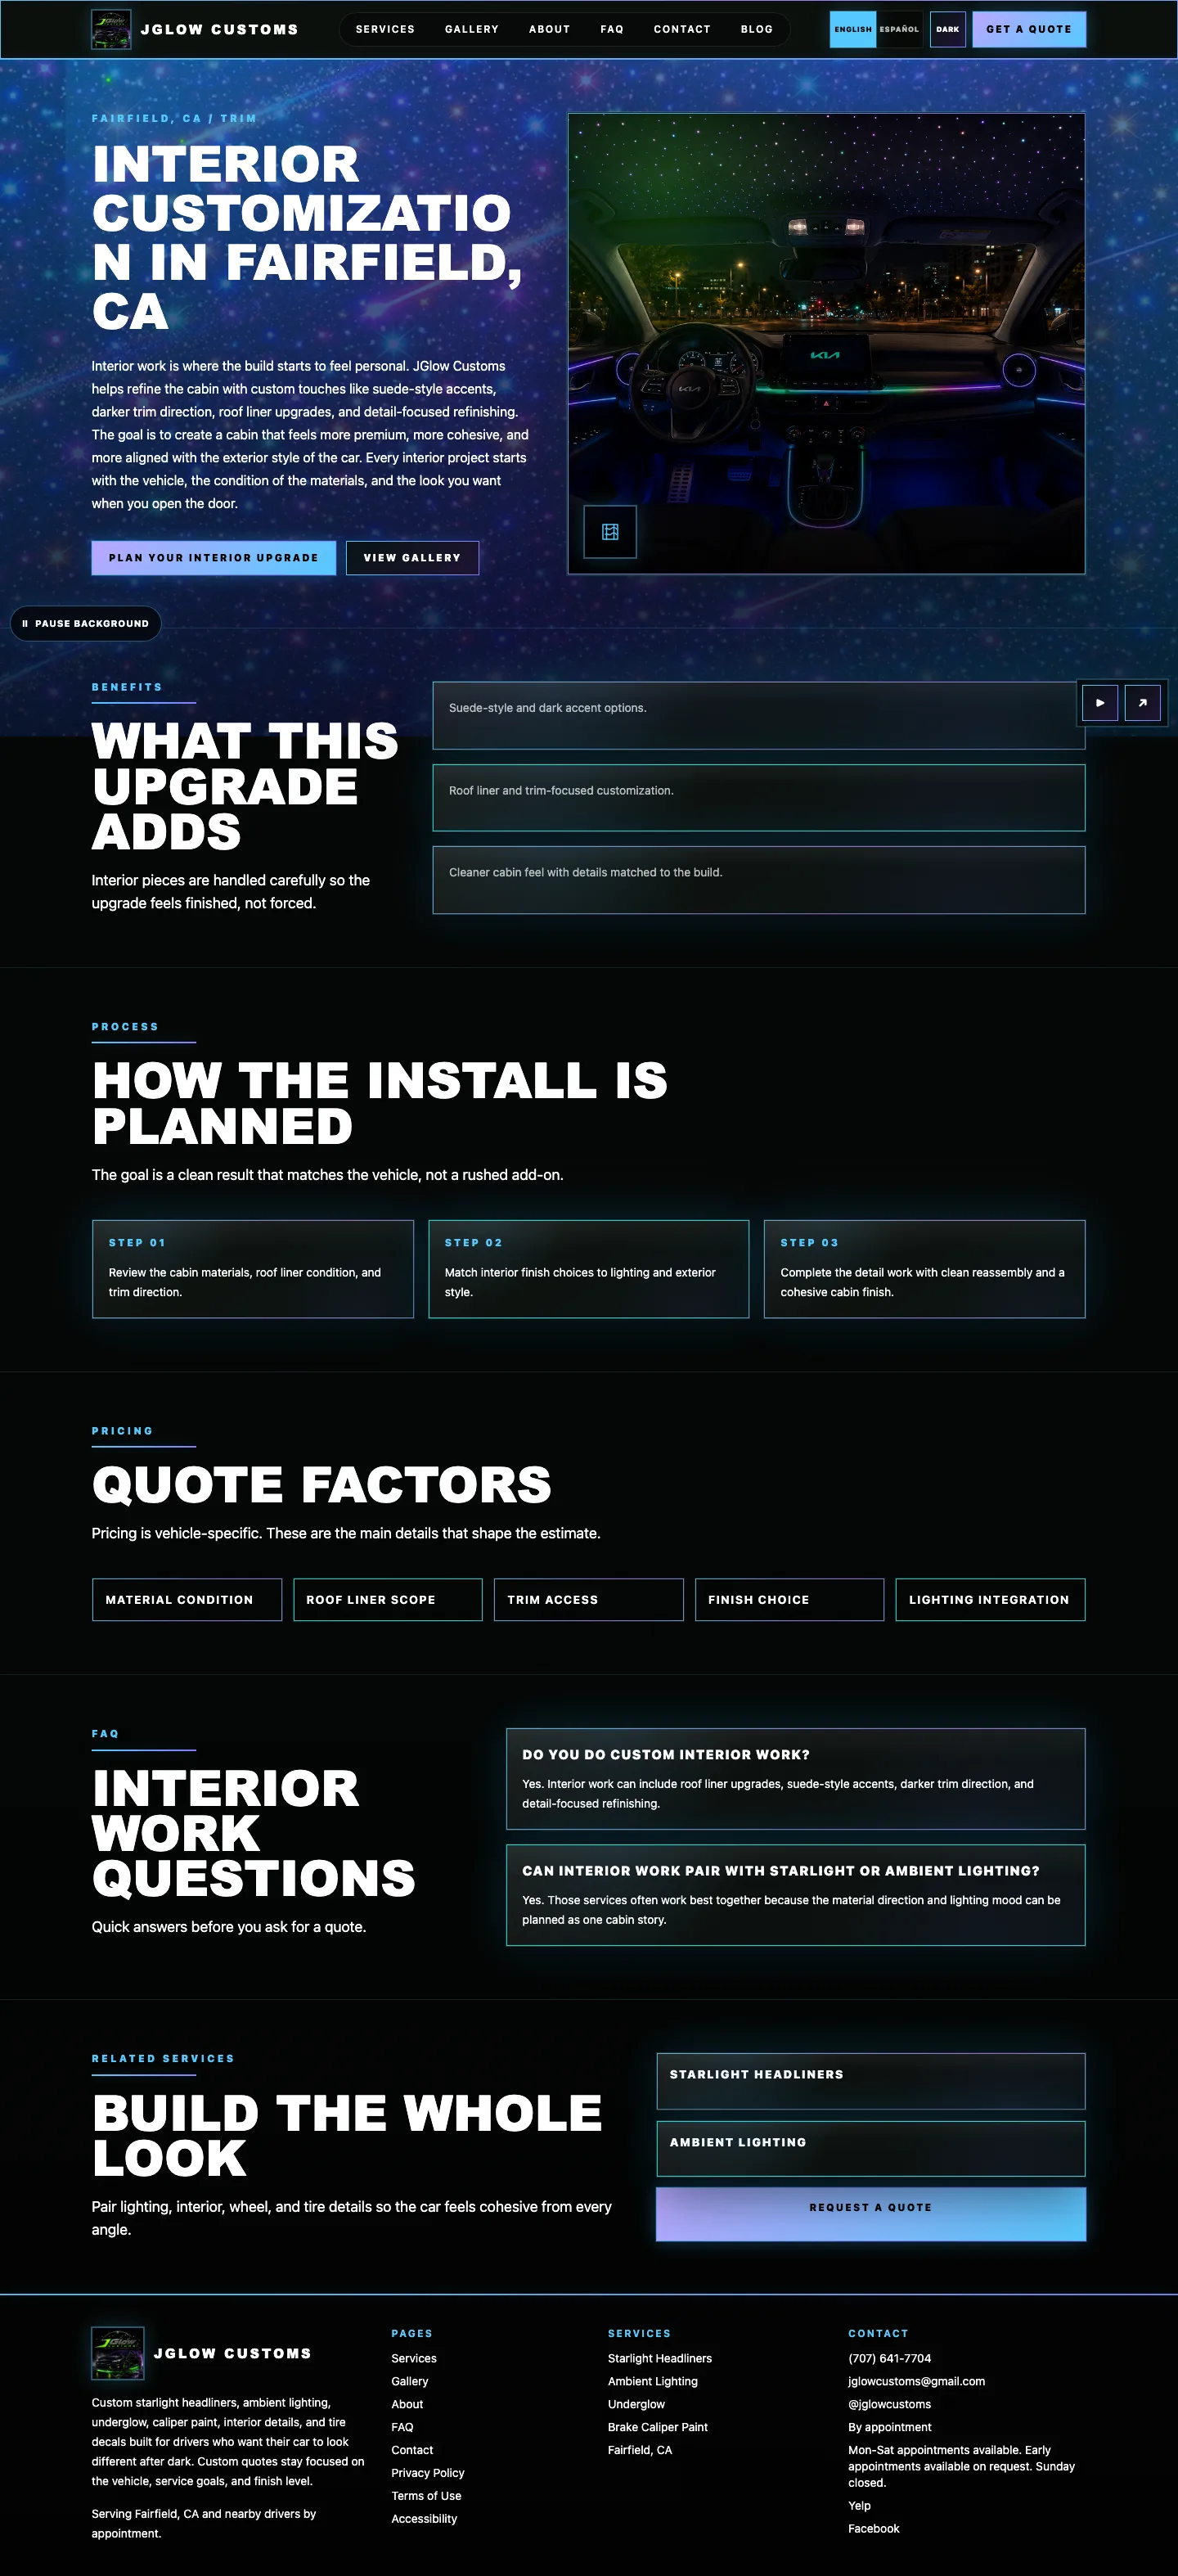 JGLOW CUSTOMS
SERVICES
GALLERY
ABOUT
FAQ
CONTACT
BLOG
ENGLISH
ESPAÑOL
DARK
GET A QUOTE
FAIRFIELD, CA / TRIM
INTERIOR
CUSTOMIZATIO
N IN FAIRFIELD,
CA
Interior work is where the build starts to feel personal. JGlow Customs
helps refine the cabin with custom touches like suede-style accents,
darker trim direction, roof liner upgrades, and detail-focused refinishing.
The goal is to create a cabin that feels more premium, more cohesive, and
more aligned with the exterior style of the car. Every interior project starts
with the vehicle, the condition of the materials, and the look you want
when you open the door.
PLAN YOUR INTERIOR UPGRADE
VIEW GALLERY
PAUSE BACKGROUND
BENEFITS
WHAT THIS
UPGRADE
ADDS
Interior pieces are handled carefully so the
upgrade feels finished, not forced.
Suede-style and dark accent options.
Roof liner and trim-focused customization.
Cleaner cabin feel with details matched to the build.
PROCESS
HOW THE INSTALL IS
PLANNED
The goal is a clean result that matches the vehicle, not a rushed add-on.
STEP 01
Review the cabin materials, roof liner condition, and
trim direction.
STEP 02
Match interior finish choices to lighting and exterior
style.
STEP 03
Complete the detail work with clean reassembly and a
cohesive cabin finish.
PRICING
QUOTE FACTORS
Pricing is vehicle-specific. These are the main details that shape the estimate.
MATERIAL CONDITION
ROOF LINER SCOPE
TRIM ACCESS
FINISH CHOICE
LIGHTING INTEGRATION
FAQ
INTERIOR
WORK
QUESTIONS
Quick answers before you ask for a quote.
DO YOU DO CUSTOM INTERIOR WORK?
Yes. Interior work can include roof liner upgrades, suede-style accents, darker trim direction, and
detail-focused refinishing.
CAN INTERIOR WORK PAIR WITH STARLIGHT OR AMBIENT LIGHTING?
Yes. Those services often work best together because the material direction and lighting mood can be
planned as one cabin story.
RELATED SERVICES
BUILD THE WHOLE
LOOK
Pair lighting, interior, wheel, and tire details so the car feels cohesive from every
angle.
STARLIGHT HEADLINERS
AMBIENT LIGHTING
REQUEST A QUOTE
JGLOW CUSTOMS
Custom starlight headliners, ambient lighting,
underglow, caliper paint, interior details, and tire
decals built for drivers who want their car to look
different after dark. Custom quotes stay focused on
the vehicle, service goals, and finish level.
Serving Fairfield, CA and nearby drivers by
appointment.
PAGES
Services
Gallery
About
FAQ
Contact
Privacy Policy
Terms of Use
Accessibility
SERVICES
Starlight Headliners
Ambient Lighting
Underglow
Brake Caliper Paint
Fairfield, CA
CONTACT
(707) 641-7704
jglowcustoms@gmail.com
@jglowcustoms
By appointment
Mon-Sat appointments available. Early
appointments available on request. Sunday
closed.
Yelp
Facebook